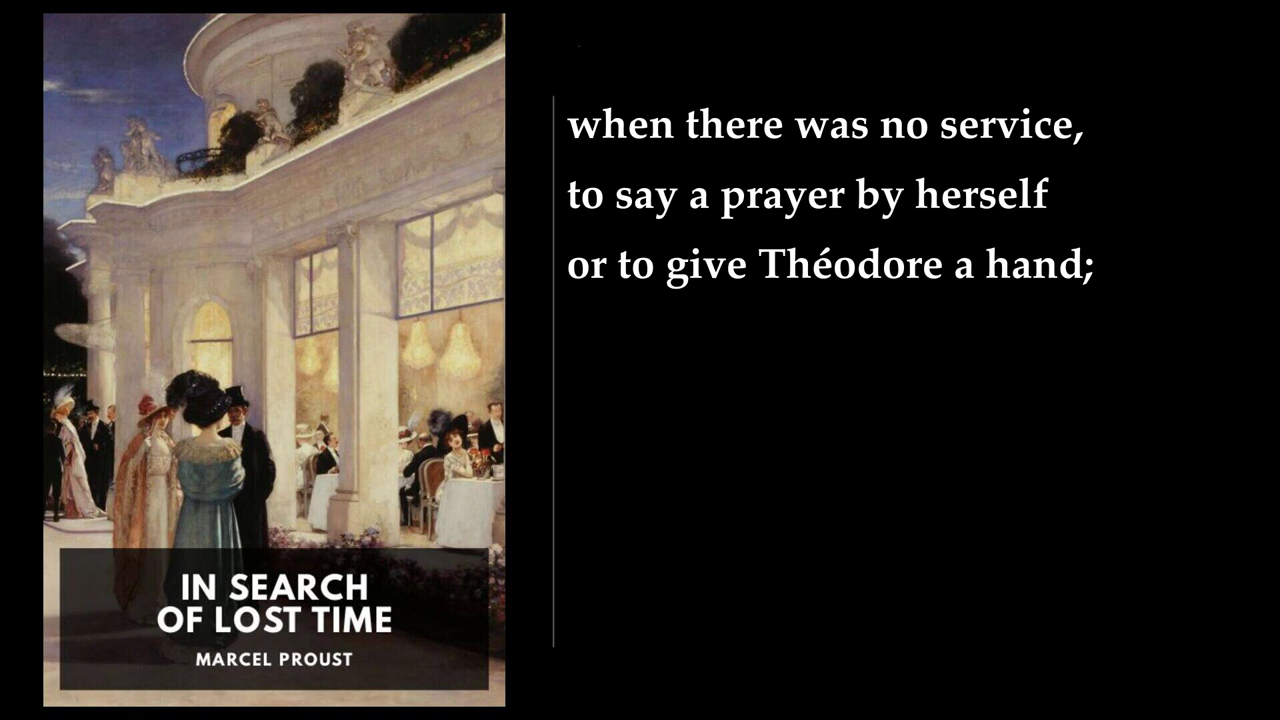 when there was no service,
to say a prayer by herself
or to give Théodore a hand;
IN SEARCH
OF LOST TIME
MARCEL PROUST